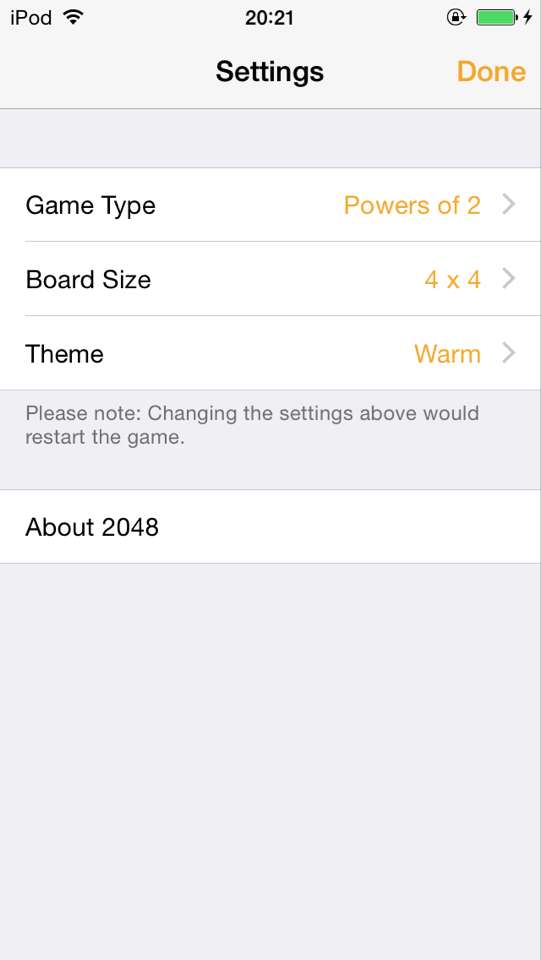 iPod 20:21
Settings Done
Game Type Powers of 2
Board Size 4 x 4
Theme Warm
Please note: Changing the settings above would
restart the game.
About 2048